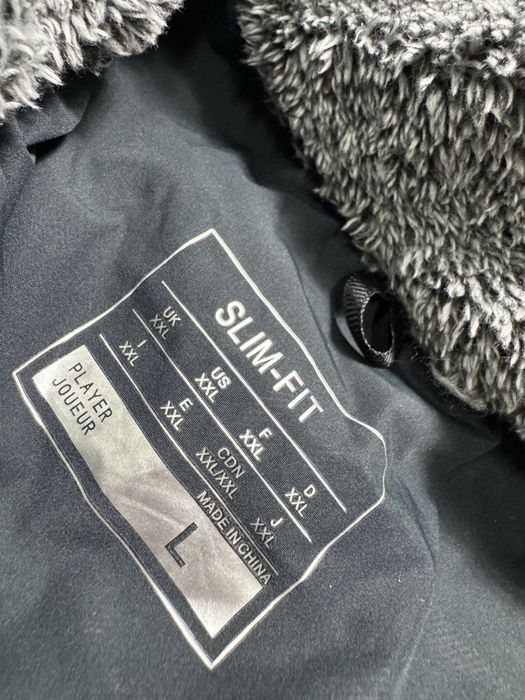 SLIM-FIT
UK US F D
XXL XXL XXL XXL
I E CDN J
XXL XXL XXL/XXL XXL
MADE IN CHINA
PLAYER
JOUEUR
L